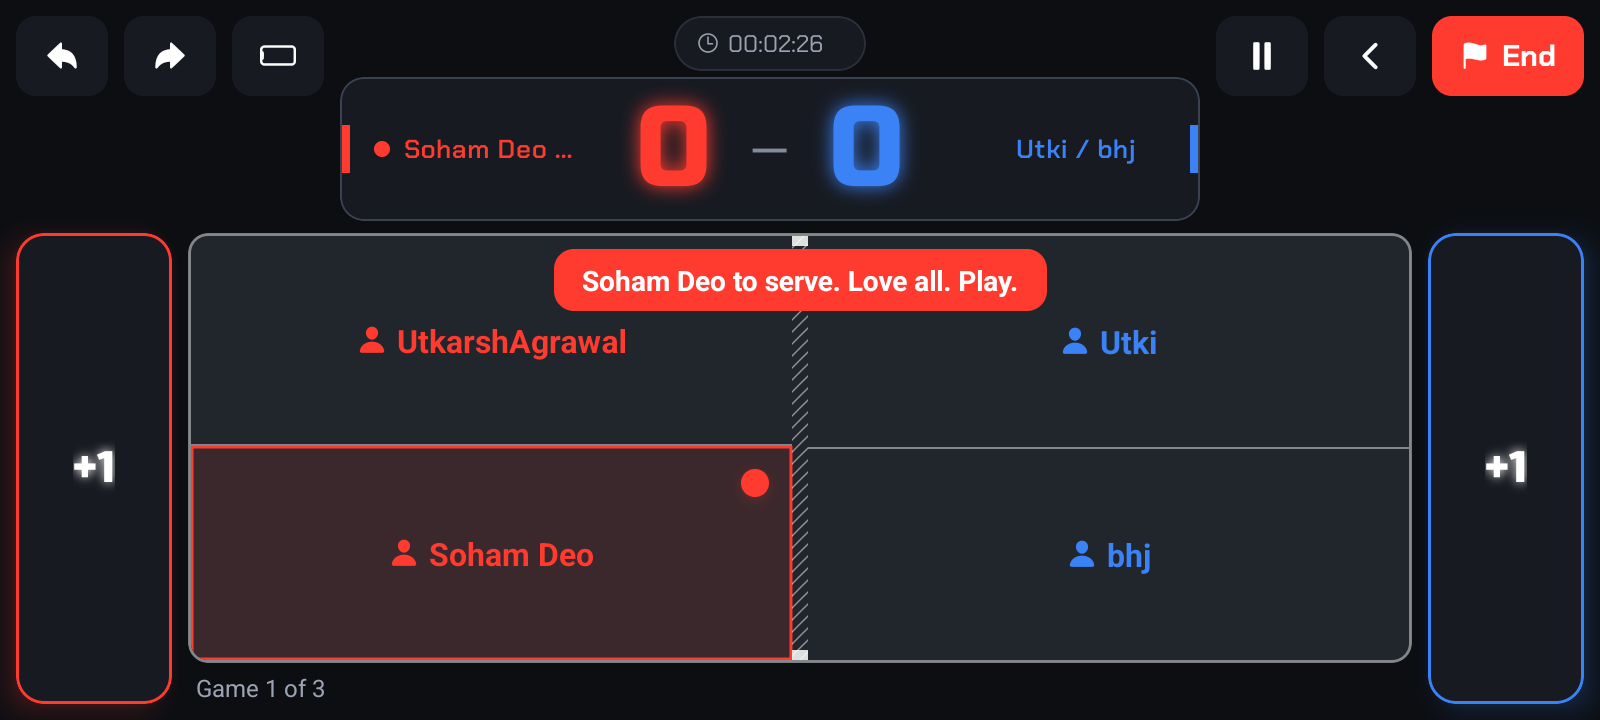 00:02:26
End
Soham Deo ...
0 — 0
Utki / bhj
Soham Deo to serve. Love all. Play.
UtkarshAgrawal
Utki
+1
+1
Soham Deo
bhj
Game 1 of 3